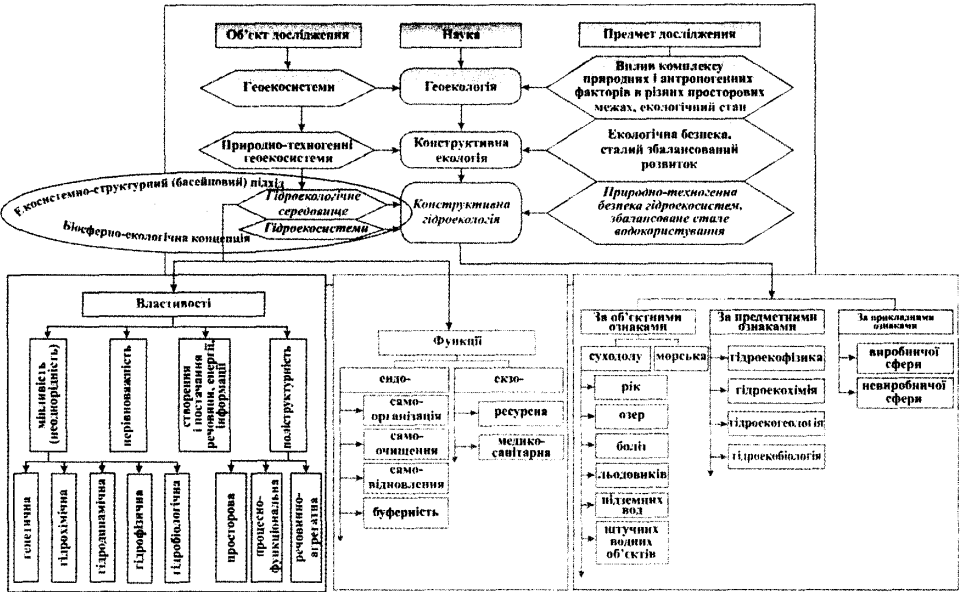 Об'єкт дослідження
Наука
Предмет дослідження
Геоекосистеми
Геоекологія
Вплив комплексу
природних і антропогенних
факторів в різних просторових
межах, екологічний стан
Природно-техногенні
геоекосистеми
Конструктивна
екологія
Екологічна безпека,
сталий збалансований
розвиток
Екосистемно-структурний (басейновий) підхід
Гідроекологічне
середовище
Гідроекосистеми
Біосферно-екологічна концепція
Конструктивна
гідроекологія
Природно-техногенна
безпека гідроекосистем,
збалансоване стале
водокористування
Властивості
мінливість
(неоднорідність)
нерівноважність
створення
і постачання
речовини, енергії,
інформації
поліструктурність
генетична
гідрохімічна
гідродинамічна
гідрофізична
гідробіологічна
просторова
процесно-
функціональна
речовинно-
агрегатна
Функції
ендо-
само-
організація
само-
очищення
само-
відновлення
буферність
екзо-
ресурсна
медико-
санітарна
За об'єктними
ознаками
суходолу
морська
рік
озер
боліт
льодовиків
підземних
вод
штучних
водних
об'єктів
За предметними
ознаками
гідроекофізика
гідроекохімія
гідроекогеологія
гідроекобіологія
За прикладними
ознаками
виробничої
сфери
невиробничої
сфери